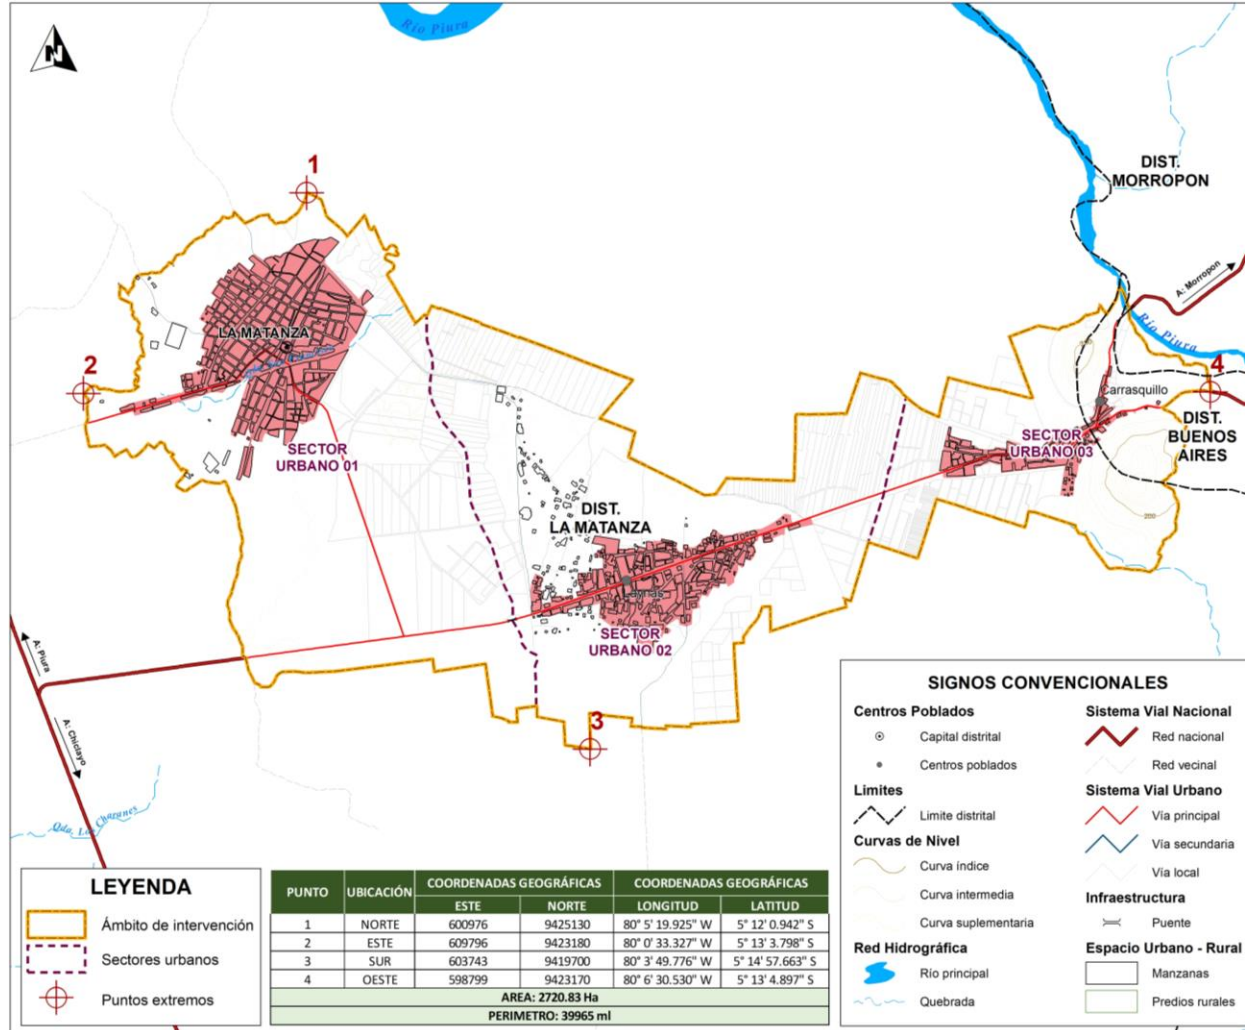 Río Piura
N
1
DIST.
MORROPON
A: Morropon
LA MATANZA
2
Río Piura
4
Carrasquillo
DIST.
BUENOS
AIRES
SECTOR
URBANO 01
SECTOR
URBANO 03
DIST.
LA MATANZA
200
Laynas
SECTOR
URBANO 02
A: Piura
A: Chiclayo
3
Qda. Los Charanes
LEYENDA
Ámbito de intervención
Sectores urbanos
Puntos extremos
PUNTO UBICACIÓN COORDENADAS GEOGRÁFICAS COORDENADAS GEOGRÁFICAS
ESTE NORTE LONGITUD LATITUD
1 NORTE 600976 9425130 80° 5' 19.925" W 5° 12' 0.942" S
2 ESTE 609796 9423180 80° 0' 33.327" W 5° 13' 3.798" S
3 SUR 603743 9419700 80° 3' 49.776" W 5° 14' 57.663" S
4 OESTE 598799 9423170 80° 6' 30.530" W 5° 13' 4.897" S
AREA: 2720.83 Ha
PERIMETRO: 39965 ml
SIGNOS CONVENCIONALES
Centros Poblados
Capital distrital
Centros poblados
Limites
Limite distrital
Curvas de Nivel
Curva índice
Curva intermedia
Curva suplementaria
Red Hidrográfica
Río principal
Quebrada
Sistema Vial Nacional
Red nacional
Red vecinal
Sistema Vial Urbano
Vía principal
Vía secundaria
Vía local
Infraestructura
Puente
Espacio Urbano - Rural
Manzanas
Predios rurales